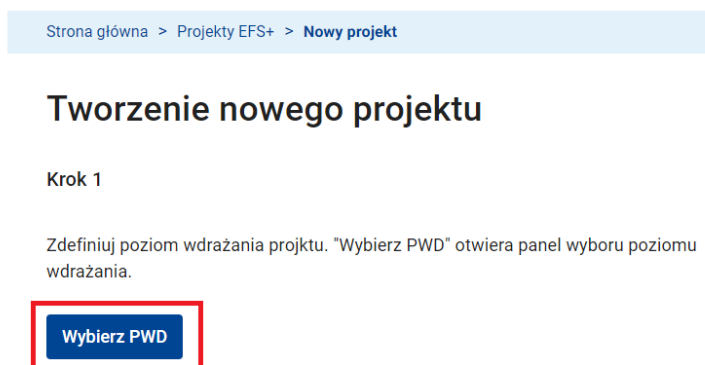 Strona główna > Projekty EFS+ > Nowy projekt
Tworzenie nowego projektu
Krok 1
Zdefiniuj poziom wdrażania projktu. "Wybierz PWD" otwiera panel wyboru poziomu
wdrażania.
Wybierz PWD